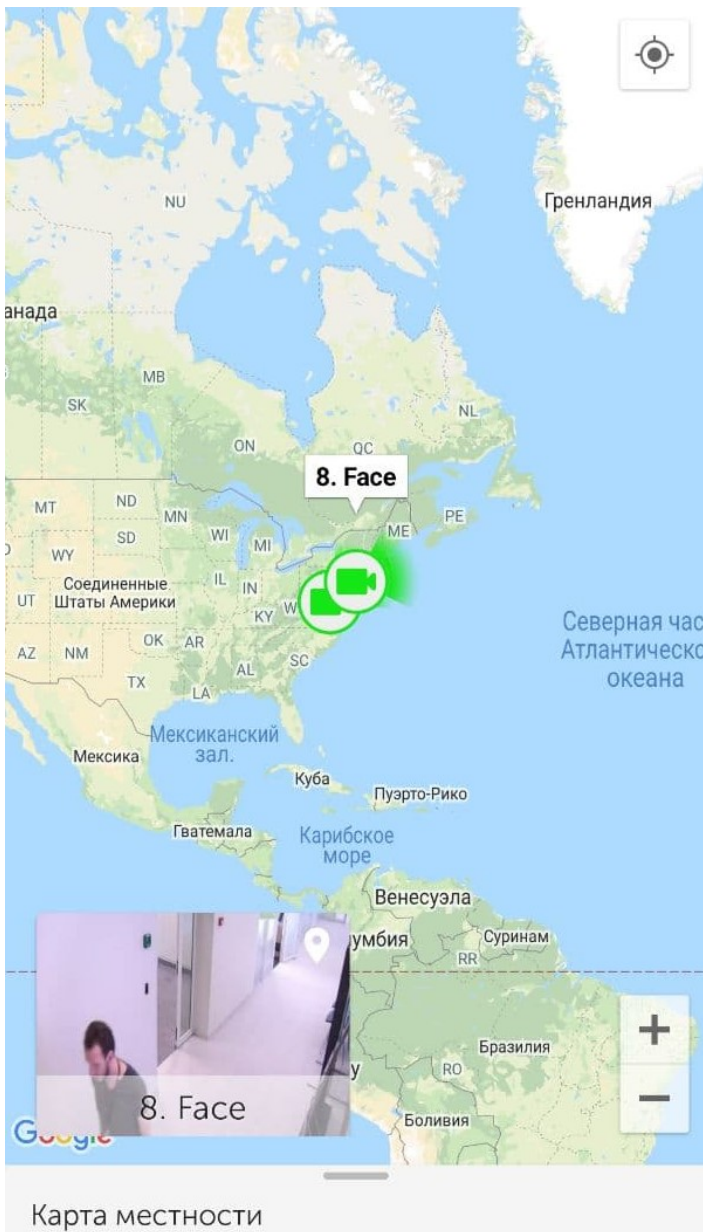 NU
Гренландия
анада
MB
SK
NL
ON
QC
8. Face
MT
ND
MN
PE
ME
SD
WI
MI
WY
IL
IN
Соединенные
Штаты Америки
UT
KY
W
Северная час
Атлантическо
океана
OK
AR
AZ
NM
SC
TX
AL
LA
Мексиканский
зал.
Мексика
Куба
Пуэрто-Рико
Гватемала
Карибское
море
Венесуэла
умбия
Суринам
RR
+
Бразилия
RO
у
−
8. Face
Боливия
Google
Карта местности